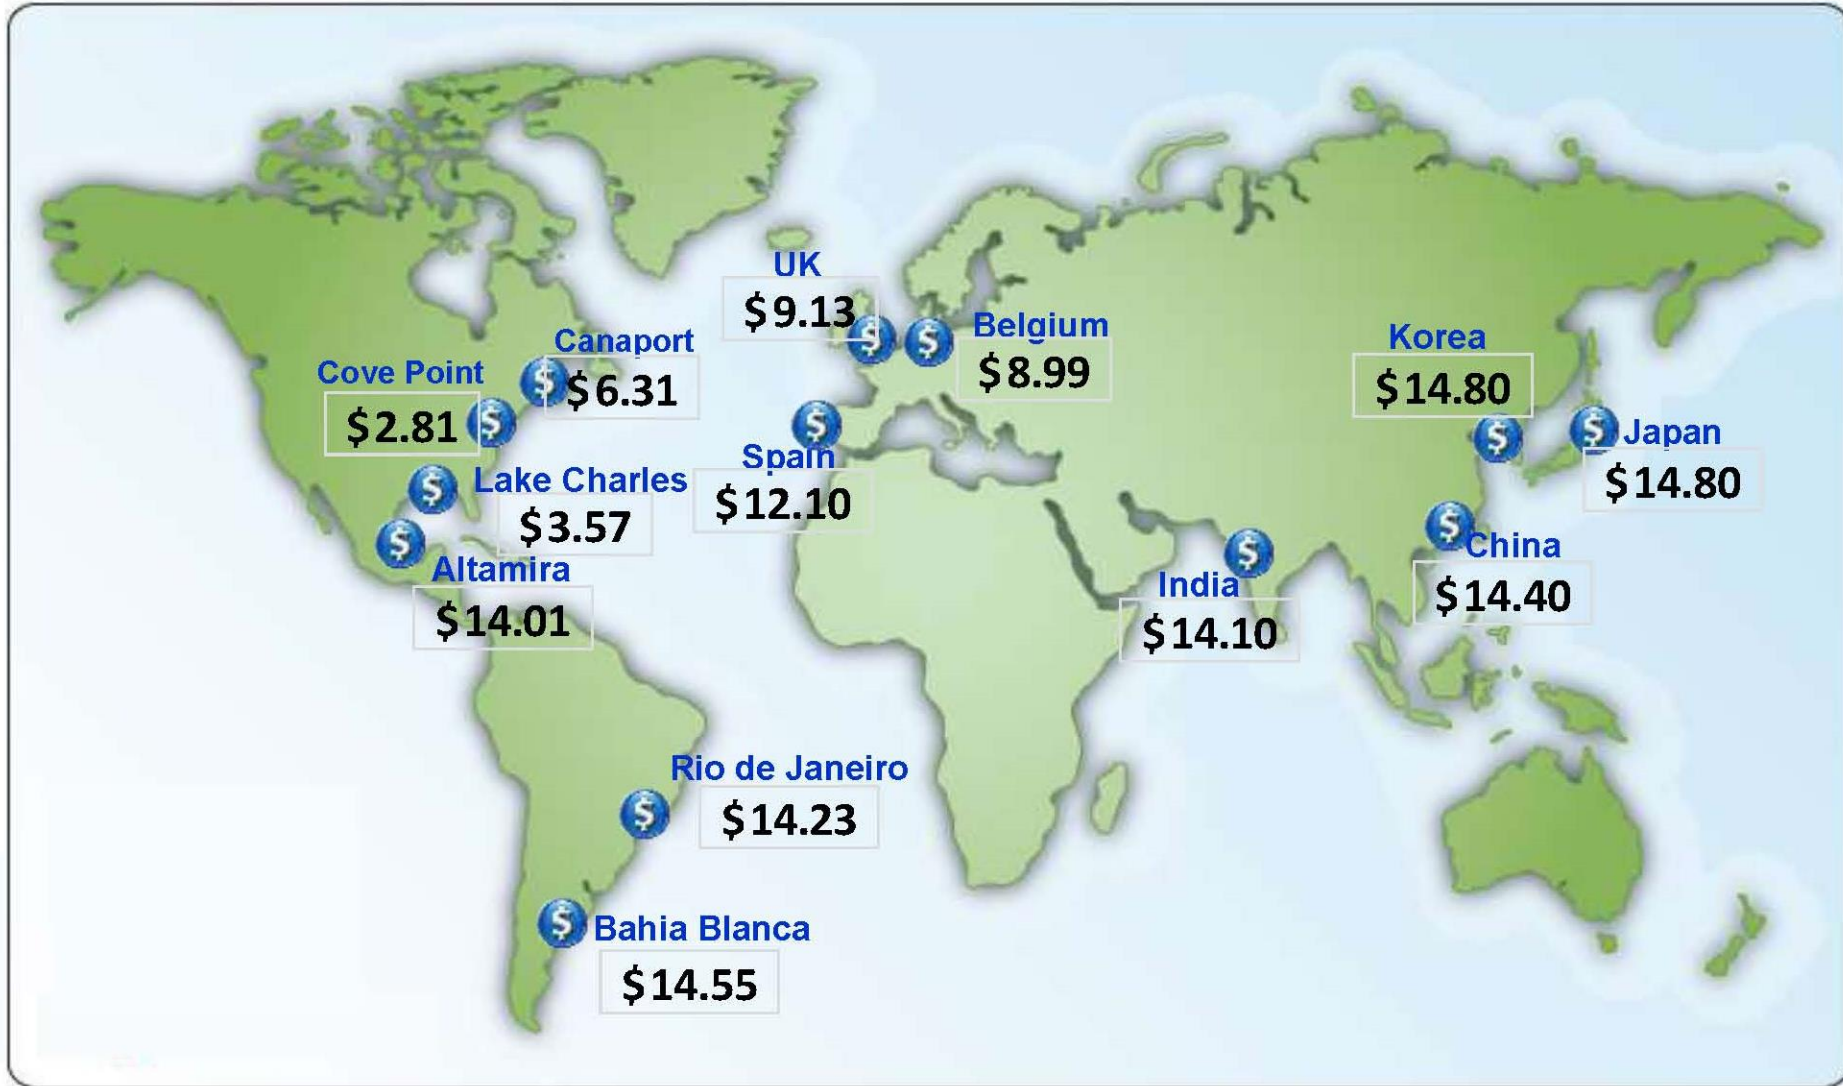 UK
$9.13
Belgium
$8.99
Canaport
$6.31
Cove Point
$2.81
Korea
$14.80
Japan
$14.80
Spain
$12.10
Lake Charles
$3.57
Altamira
$14.01
India
$14.10
China
$14.40
Rio de Janeiro
$14.23
Bahia Blanca
$14.55